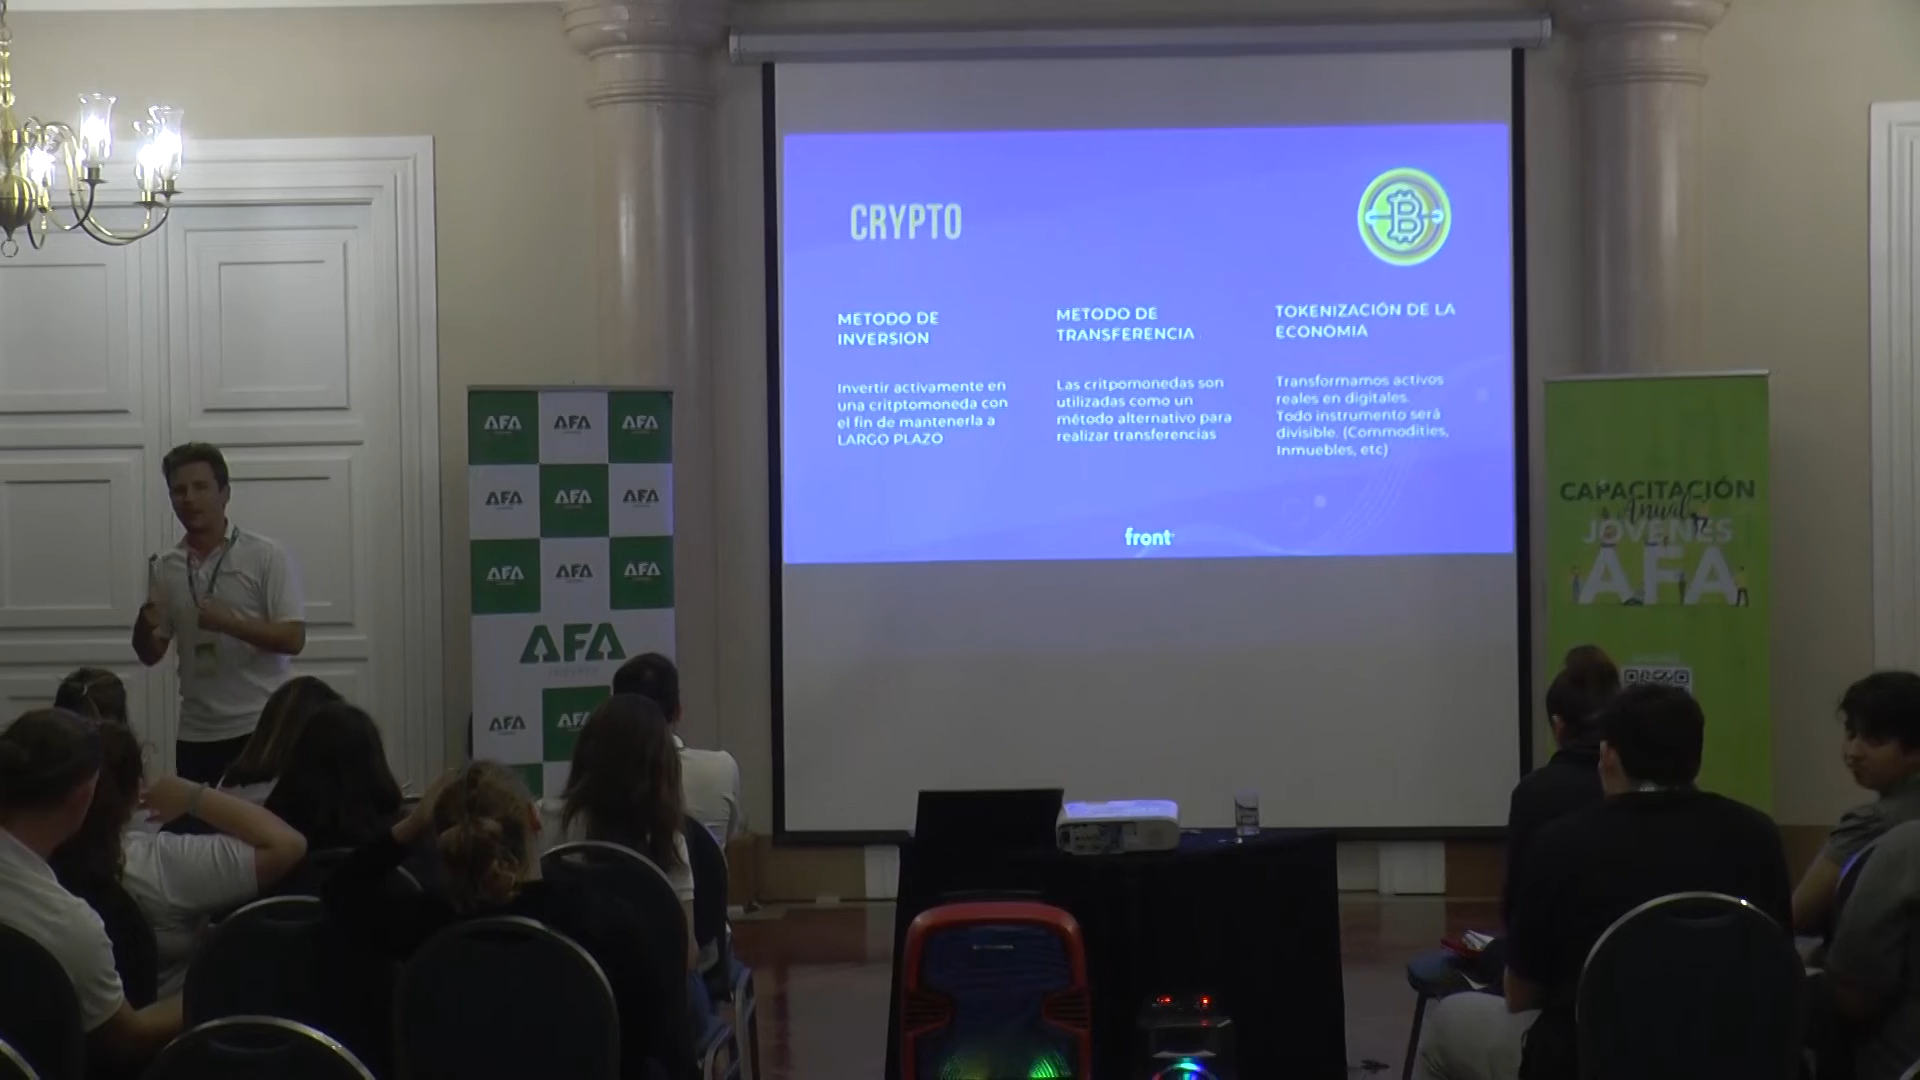 CRYPTO
METODO DE
INVERSION
Invertir activamente en
una critptomoneda con
el fin de mantenerla a
LARGO PLAZO
METODO DE
TRANSFERENCIA
Las critpomonedas son
utilizadas como un
método alternativo para
realizar transferencias
TOKENIZACIÓN DE LA
ECONOMIA
Transformamos activos
reales en digitales.
Todo instrumento será
divisible. (Commodities,
Inmuebles, etc)
front
AFA AFA AFA
AFA AFA AFA
AFA AFA AFA
AFA
AFA AFA
CAPACITACIÓN
Anual
JÓVENES
AFA